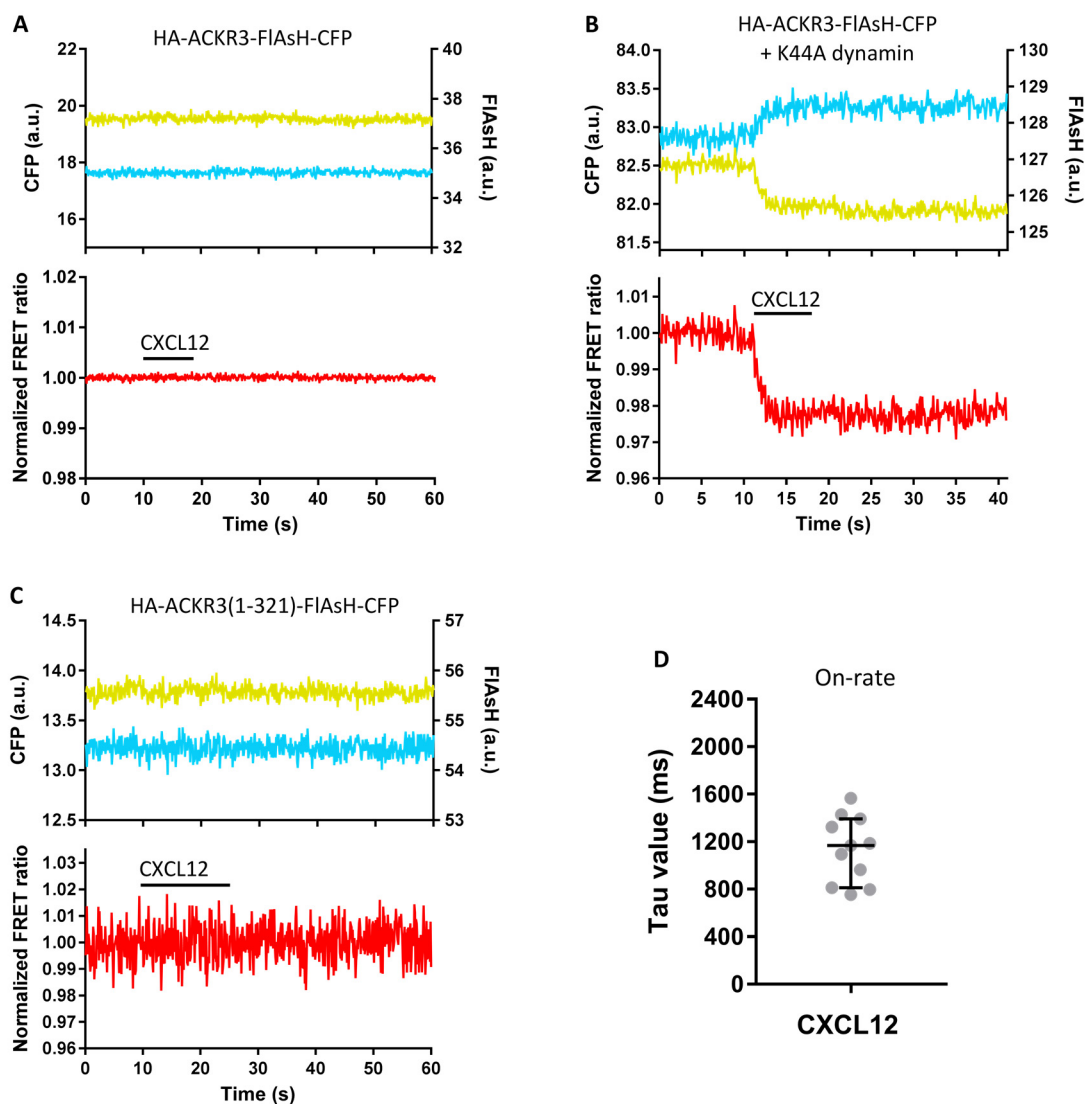 A
HA-ACKR3-FlAsH-CFP
22
20
18
16
CFP (a.u.)
40
38
36
34
32
FlAsH (a.u.)
1.02
1.01
1.00
0.99
0.98
Normalized FRET ratio
CXCL12
0 10 20 30 40 50 60
Time (s)
B
HA-ACKR3-FlAsH-CFP
+ K44A dynamin
84.0
83.5
83.0
82.5
82.0
81.5
CFP (a.u.)
130
129
128
127
126
125
FlAsH (a.u.)
1.01
1.00
0.99
0.98
0.97
0.96
Normalized FRET ratio
CXCL12
0 5 10 15 20 25 30 35 40
Time (s)
C
HA-ACKR3(1-321)-FlAsH-CFP
14.5
14.0
13.5
13.0
12.5
CFP (a.u.)
57
56
55
54
53
FlAsH (a.u.)
1.03
1.02
1.01
1.00
0.99
0.98
0.97
0.96
Normalized FRET ratio
CXCL12
0 10 20 30 40 50 60
Time (s)
D
On-rate
2400
2000
1600
1200
800
400
0
Tau value (ms)
CXCL12